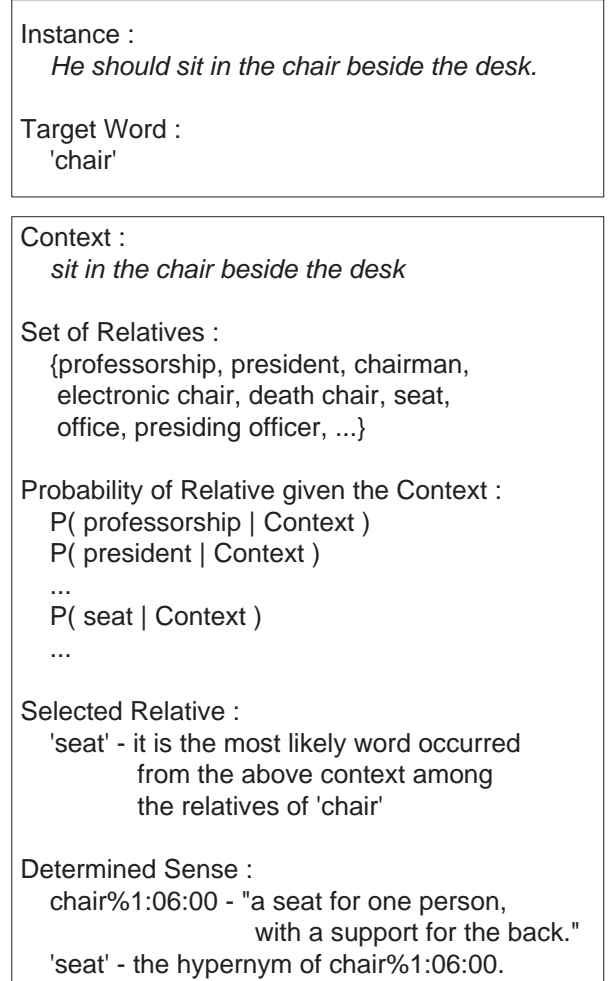 Instance :
He should sit in the chair beside the desk.
Target Word :
'chair'
Context :
sit in the chair beside the desk
Set of Relatives :
{professorship, president, chairman,
electronic chair, death chair, seat,
office, presiding officer, ...}
Probability of Relative given the Context :
P( professorship | Context )
P( president | Context )
...
P( seat | Context )
...
Selected Relative :
'seat' - it is the most likely word occurred
from the above context among
the relatives of 'chair'
Determined Sense :
chair%1:06:00 - "a seat for one person,
with a support for the back."
'seat' - the hypernym of chair%1:06:00.